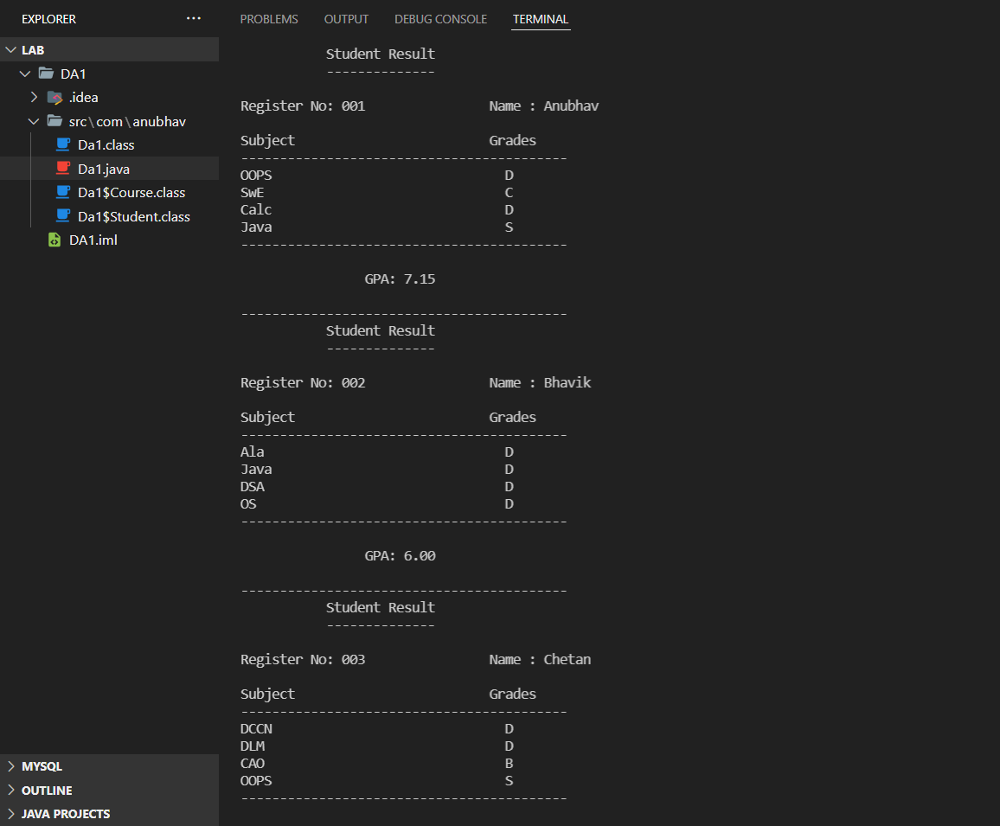 EXPLORER ···
LAB
DA1
.idea
src\com\anubhav
Da1.class
Da1.java
Da1$Course.class
Da1$Student.class
DA1.iml
MYSQL
OUTLINE
JAVA PROJECTS
PROBLEMS OUTPUT DEBUG CONSOLE TERMINAL
Student Result
--------------
Register No: 001 Name : Anubhav
Subject Grades
------------------------------------------
OOPS D
SwE C
Calc D
Java S
------------------------------------------
GPA: 7.15
------------------------------------------
Student Result
--------------
Register No: 002 Name : Bhavik
Subject Grades
------------------------------------------
Ala D
Java D
DSA D
OS D
------------------------------------------
GPA: 6.00
------------------------------------------
Student Result
--------------
Register No: 003 Name : Chetan
Subject Grades
------------------------------------------
DCCN D
DLM D
CAO B
OOPS S
------------------------------------------